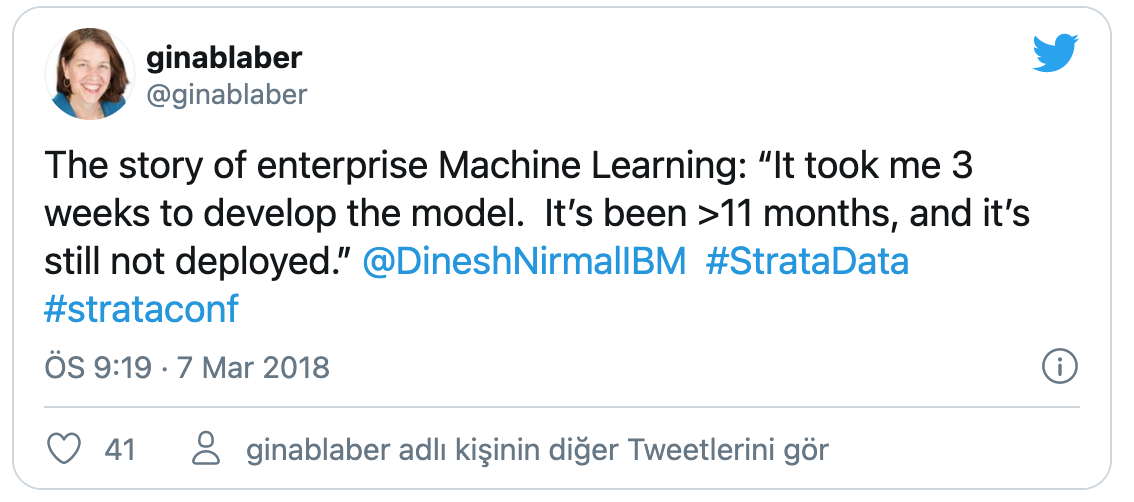 ginablaber
@ginablaber
The story of enterprise Machine Learning: “It took me 3
weeks to develop the model.  It’s been >11 months, and it’s
still not deployed.” @DineshNirmalIBM  #StrataData
#strataconf
ÖS 9:19 · 7 Mar 2018
41 ginablaber adlı kişinin diğer Tweetlerini gör